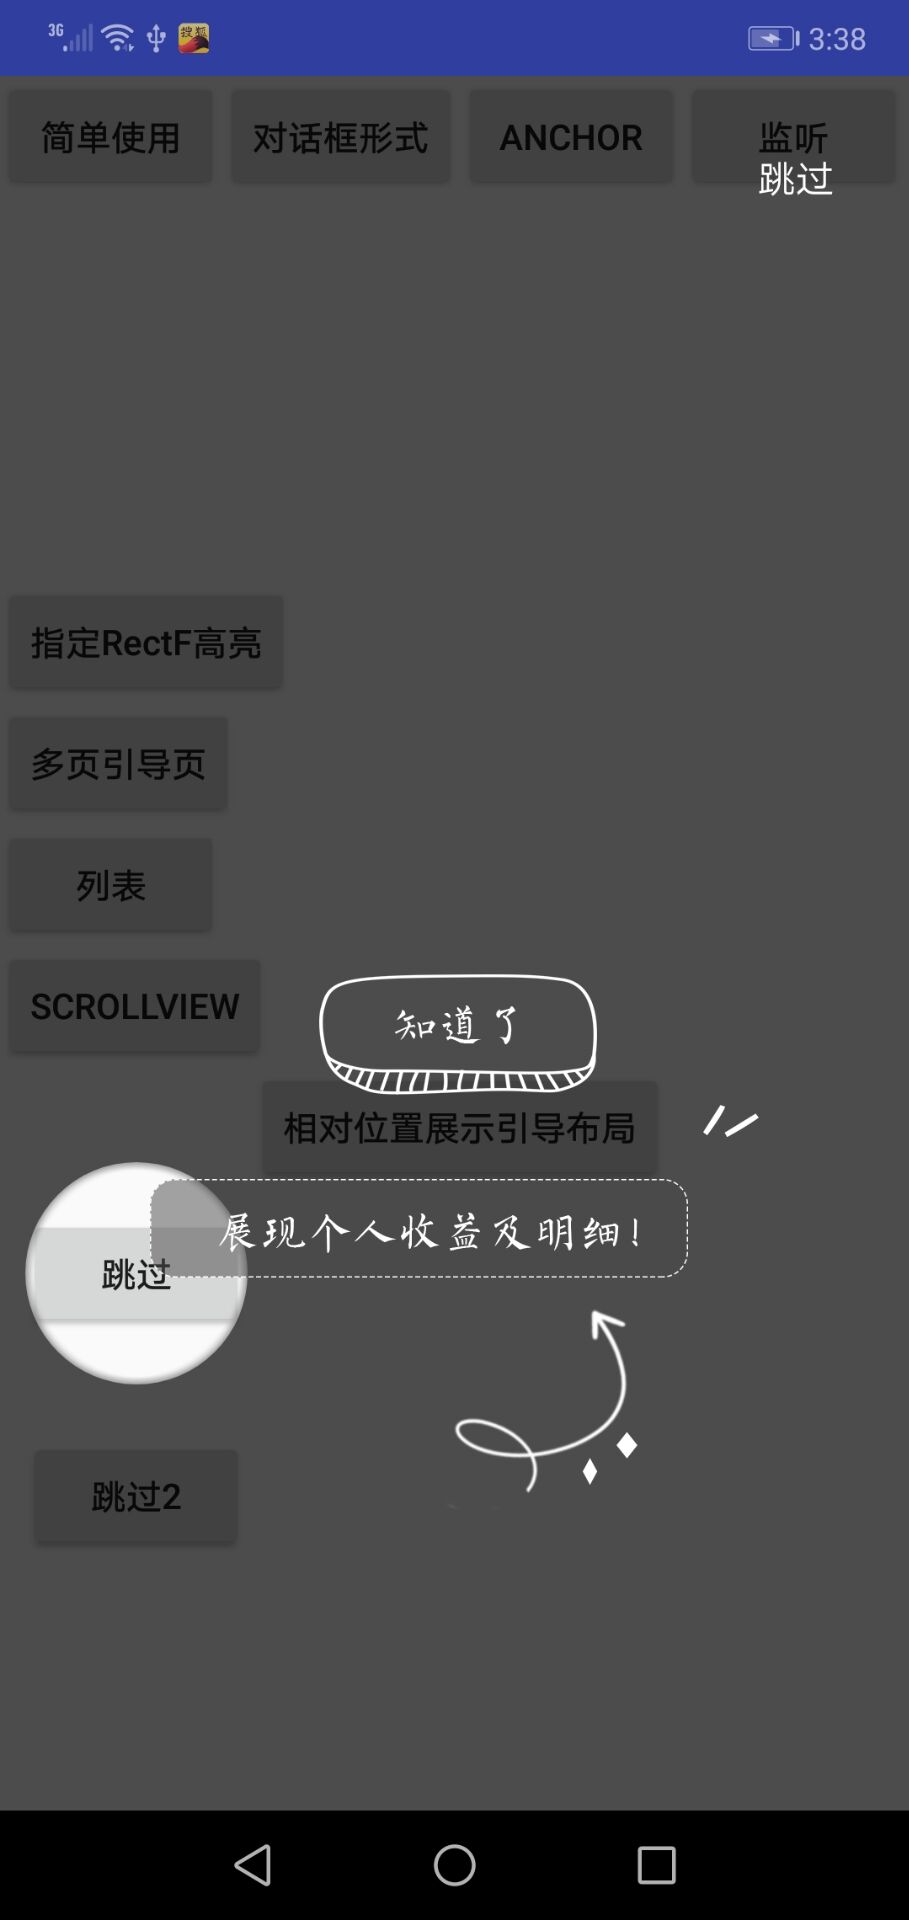 3G
搜狐
3:38
简单使用
对话框形式
ANCHOR
监听
跳过
指定RectF高亮
多页引导页
列表
SCROLLVIEW
知道了
相对位置展示引导布局
展现个人收益及明细!
跳过
跳过2